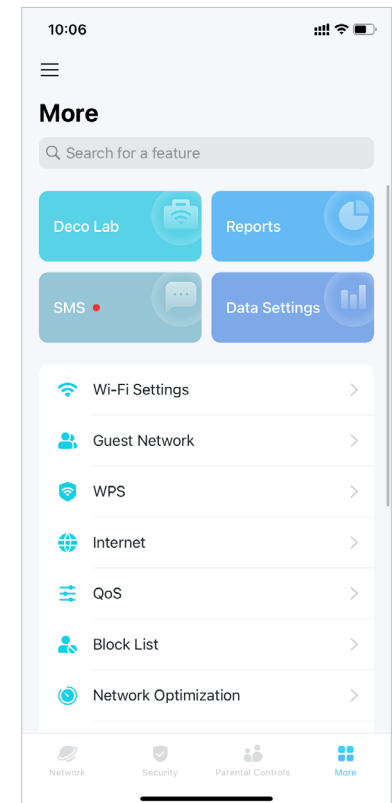 10:06
More
Search for a feature
Deco Lab
Reports
SMS
Data Settings
Wi-Fi Settings
Guest Network
WPS
Internet
QoS
Block List
Network Optimization
Network
Security
Parental Controls
More